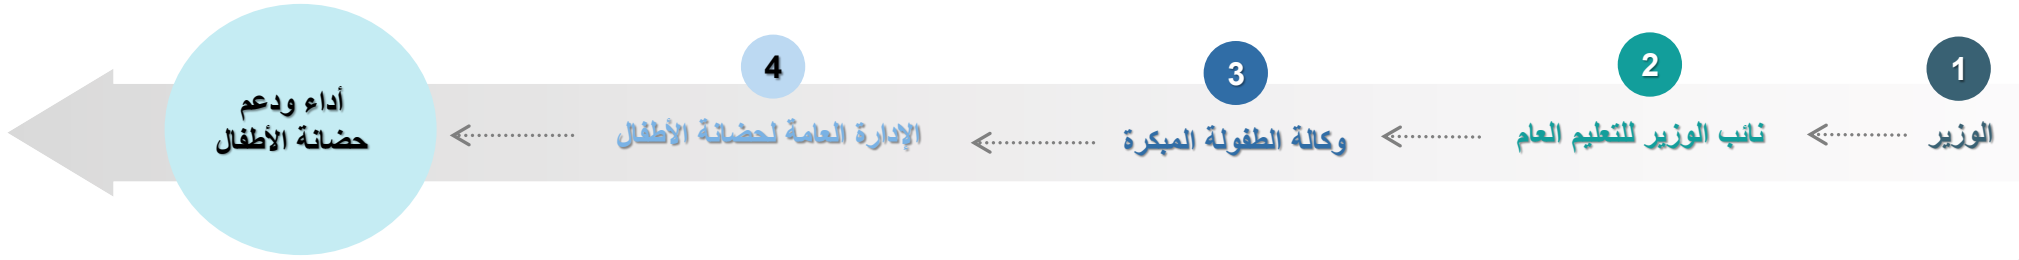 1
الوزير
2
نائب الوزير للتعليم العام
3
وكالة الطفولة المبكرة
4
الإدارة العامة لحضانة الأطفال
أداء ودعم
حضانة الأطفال